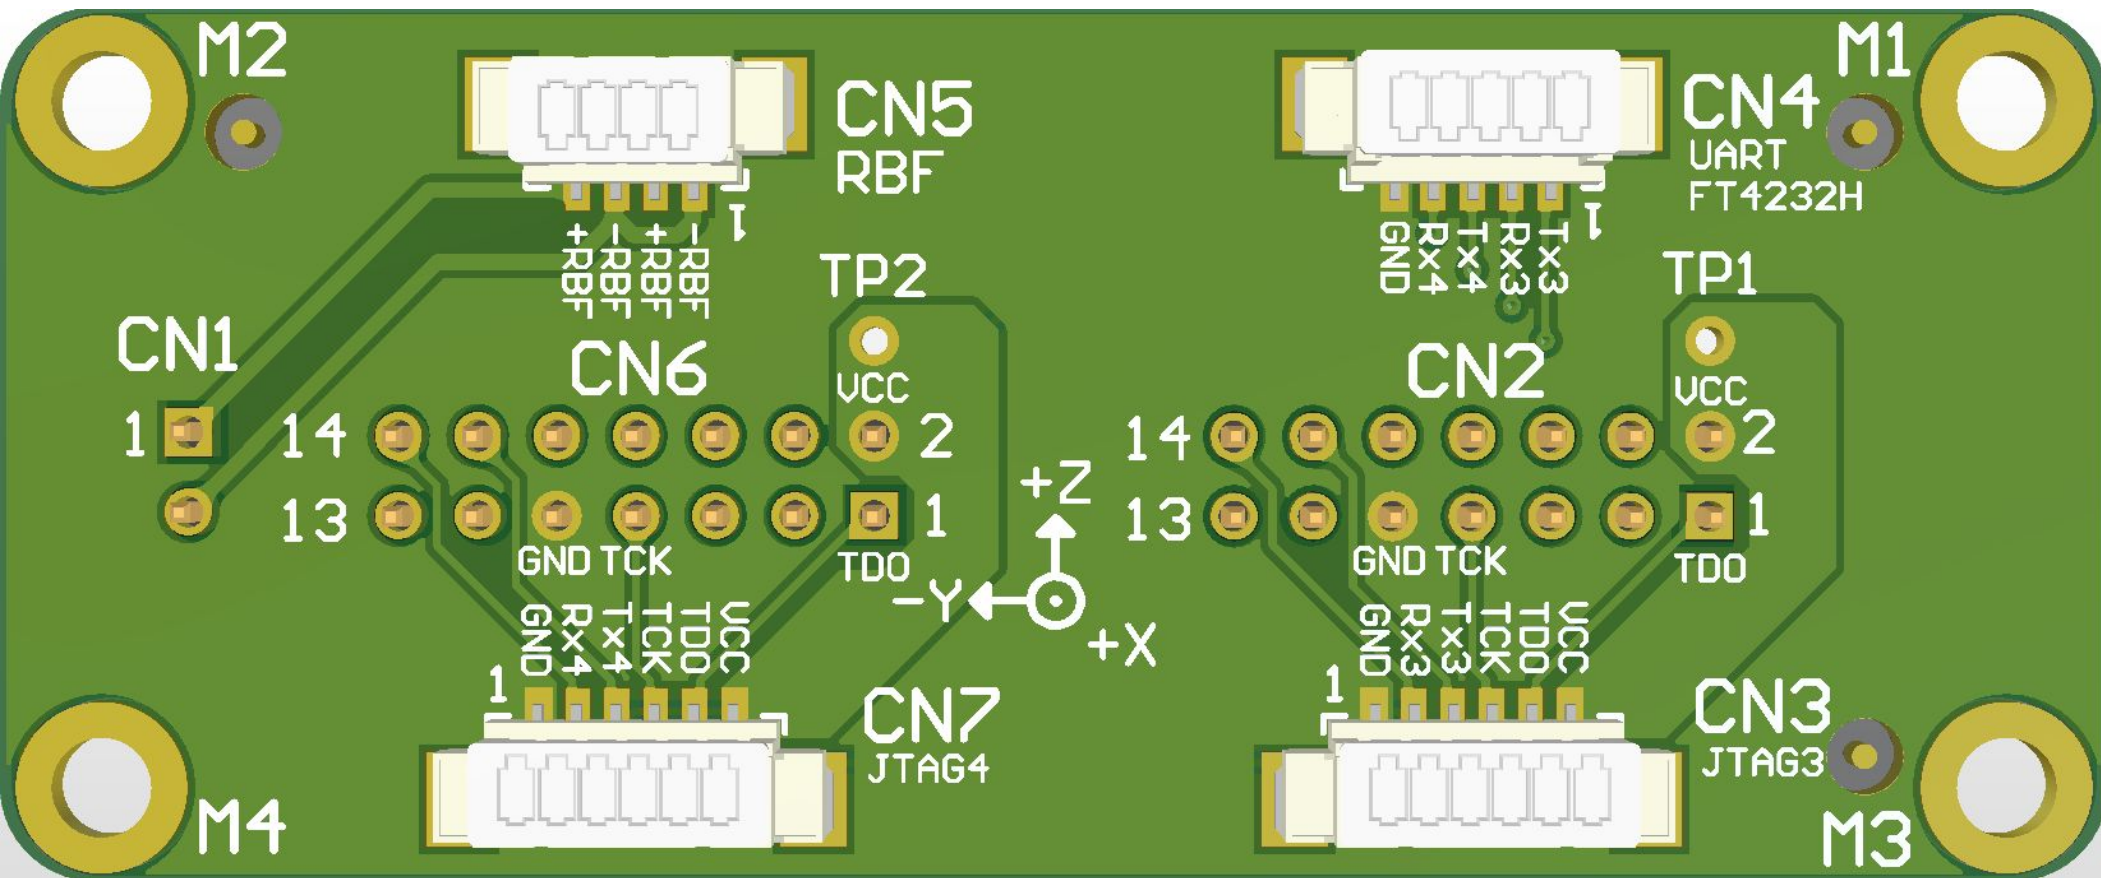 M2
M1
CN5
RBF
CN4
UART
FT4232H
1
+RBF
-RBF
+RBF
-RBF
1
GND
Rx4
Tx4
Rx3
Tx3
TP2
TP1
CN1
CN6
CN2
VCC
VCC
1
14
2
14
2
13
1
13
1
GND TCK
TDO
GND TCK
TDO
+Z
-Y
+X
GND
Rx4
Tx4
TCK
TDO
VCC
GND
Rx3
Tx3
TCK
TDO
VCC
1
1
CN7
JTAG4
CN3
JTAG3
M4
M3